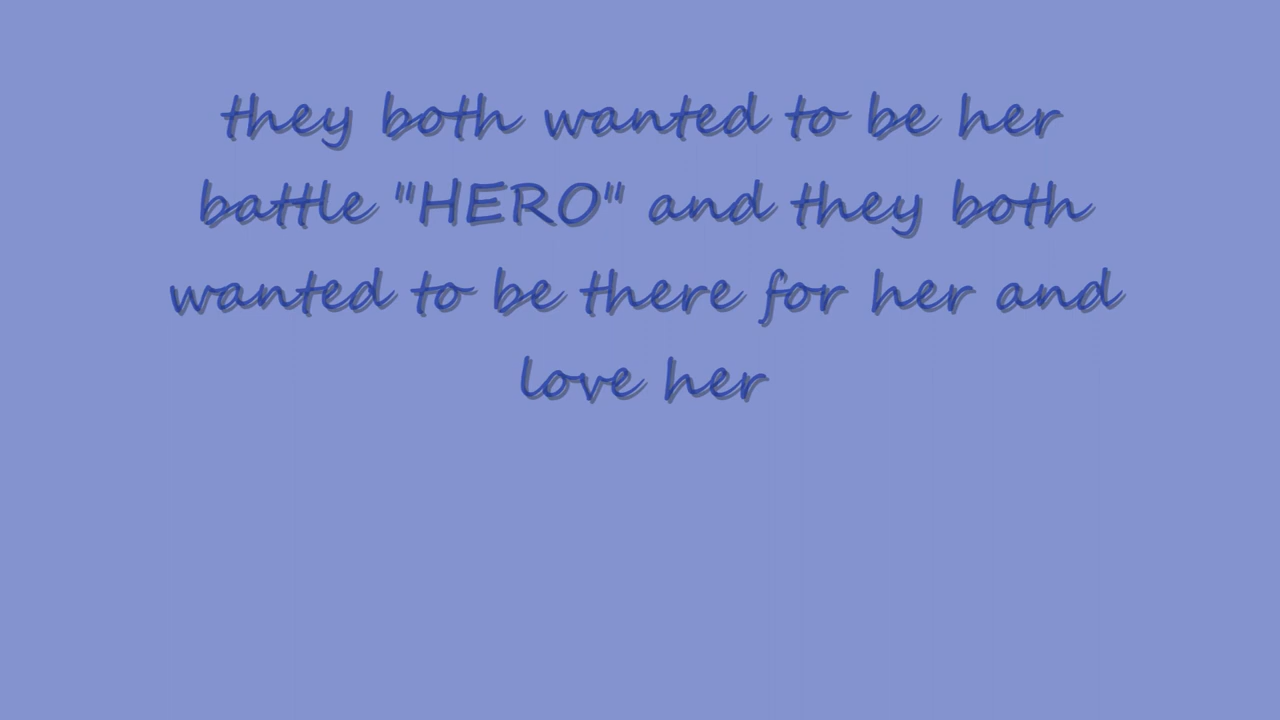 they both wanted to be her
battle "HERO" and they both
wanted to be there for her and
love her